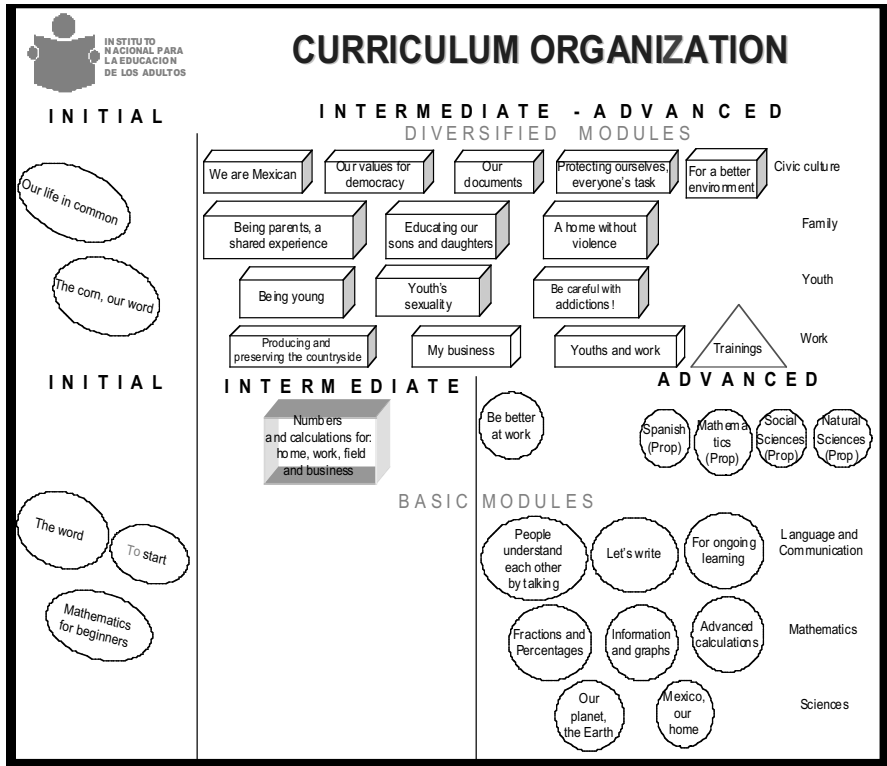 INSTITUTO
NACIONAL PARA
LA EDUCACION
DE LOS ADULTOS
CURRICULUM ORGANIZATION
INITIAL
INTERMEDIATE - ADVANCED
DIVERSIFIED MODULES
We are Mexican
Our values for
democracy
Our
documents
Protecting ourselves,
everyone's task
For a better
environment
Civic culture
Our life in common
Being parents, a
shared experience
Educating our
sons and daughters
A home without
violence
Family
The corn, our word
Being young
Youth's
sexuality
Be careful with
addictions!
Youth
Producing and
preserving the countryside
My business
Youths and work
Trainings
Work
INITIAL
INTERMEDIATE
ADVANCED
Numbers
and calculations for:
home, work, field
and business
Be better
at work
Spanish
(Prop)
Mathema
tics
(Prop)
Social
Sciences
(Prop)
Natural
Sciences
(Prop)
BASIC MODULES
The word
To start
Mathematics
for beginners
People
understand
each other
by talking
Let's write
For ongoing
learning
Language and
Communication
Fractions and
Percentages
Information
and graphs
Advanced
calculations
Mathematics
Our
planet,
the Earth
Mexico,
our
home
Sciences